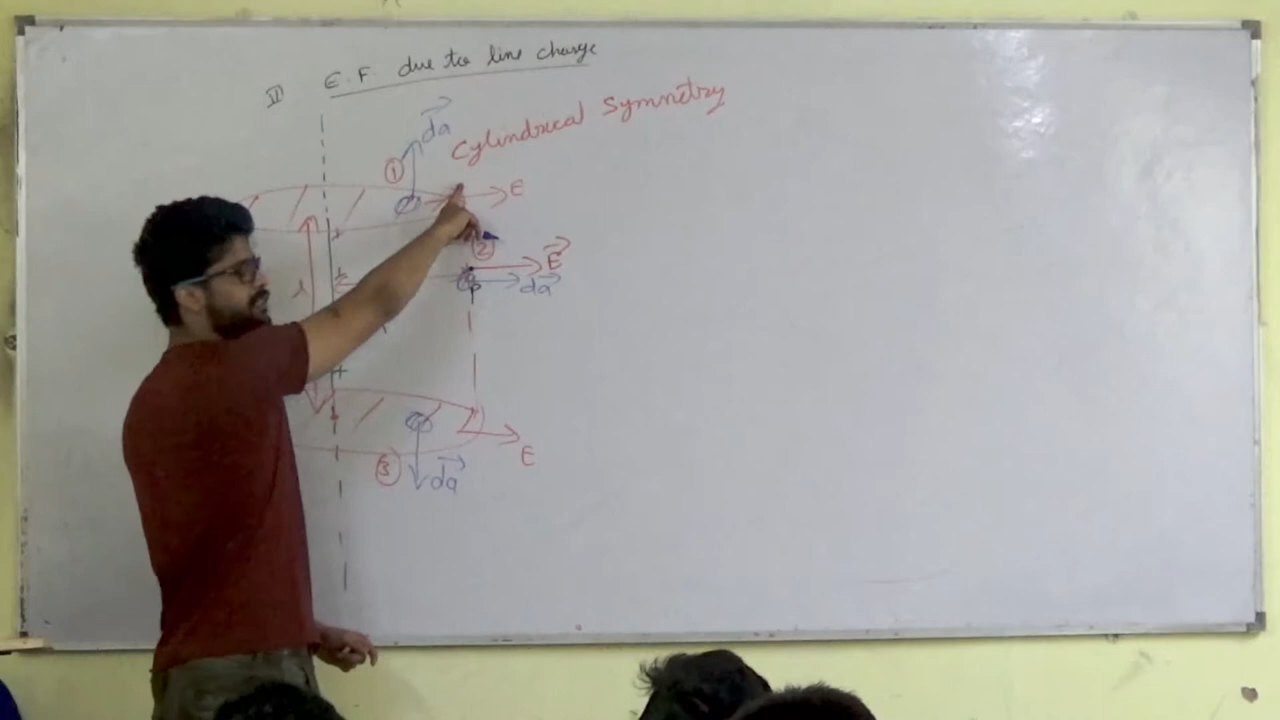 II) E.F. due to line charge
Cylindrical Symmetry
da
①
E
②
E
da
P
λ
+
+
③
da
E